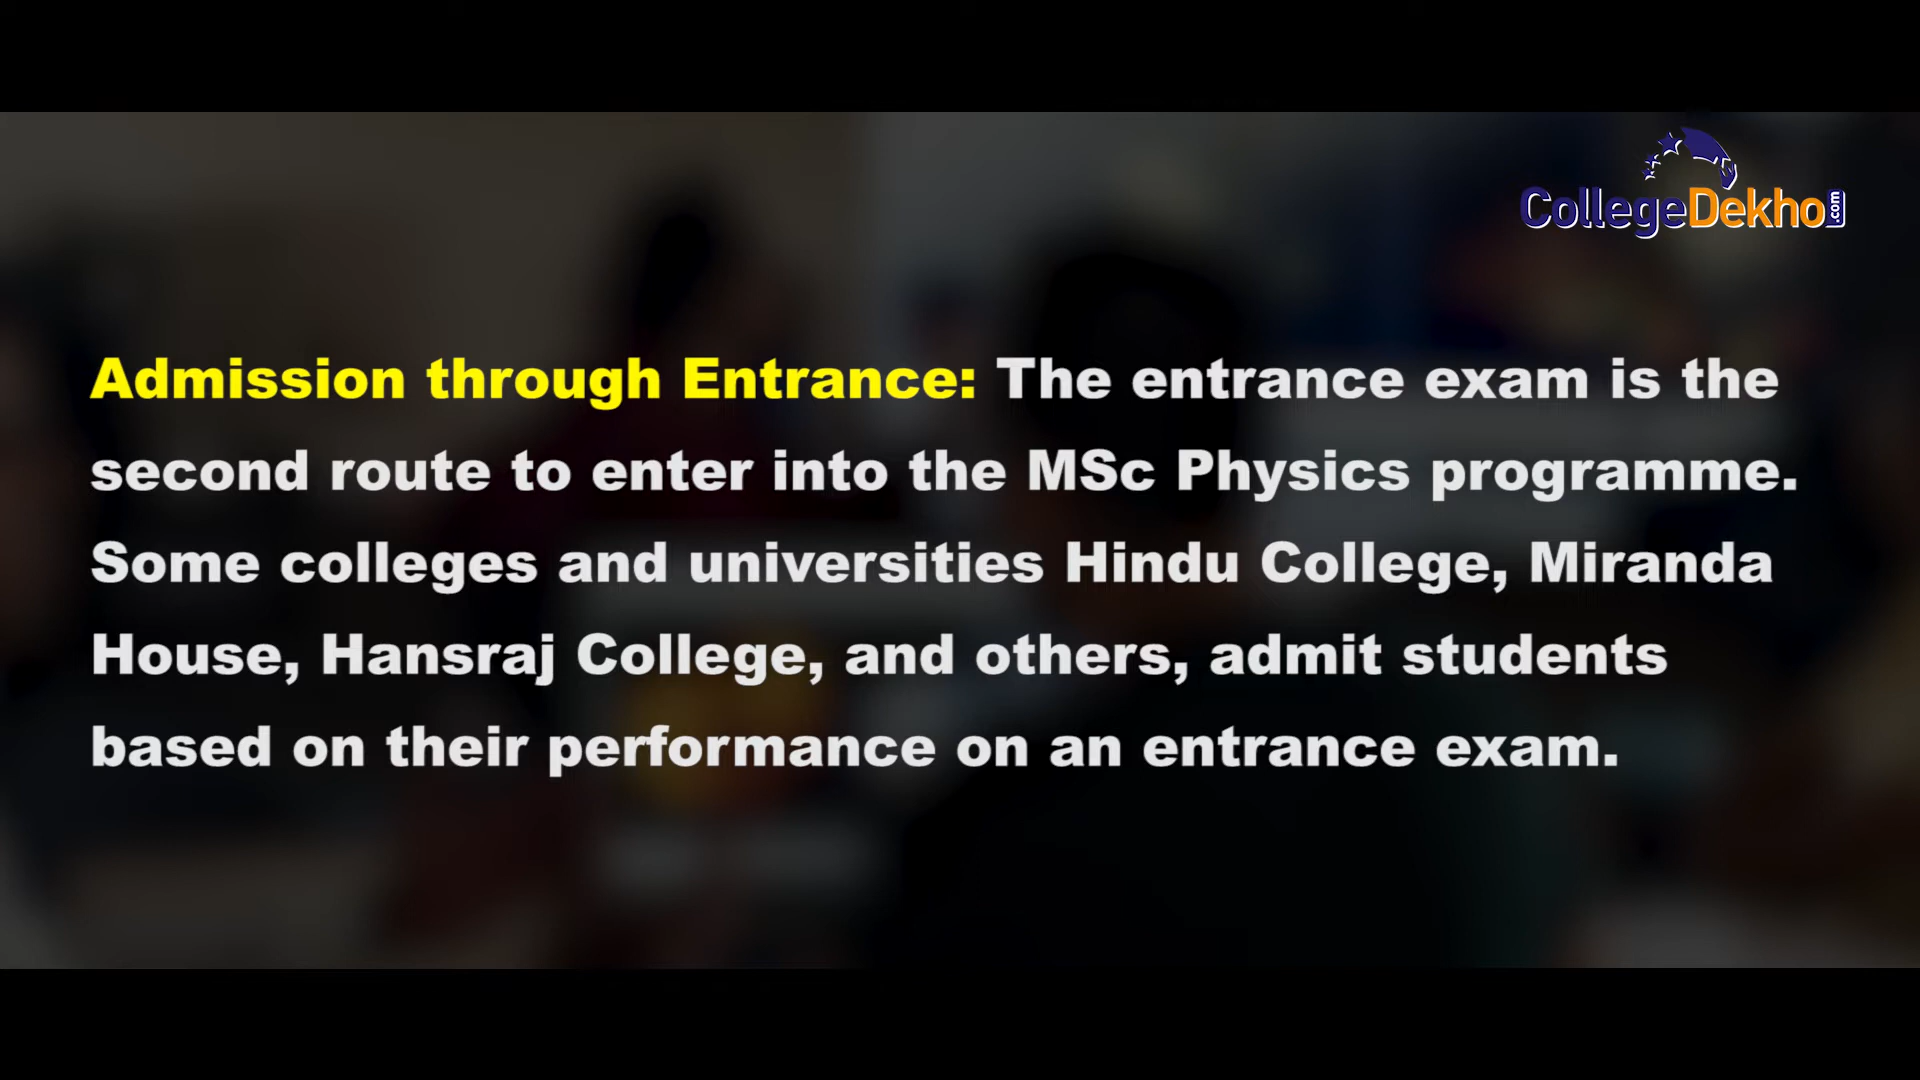 CollegeDekho.com
Admission through Entrance: The entrance exam is the
second route to enter into the MSc Physics programme.
Some colleges and universities Hindu College, Miranda
House, Hansraj College, and others, admit students
based on their performance on an entrance exam.